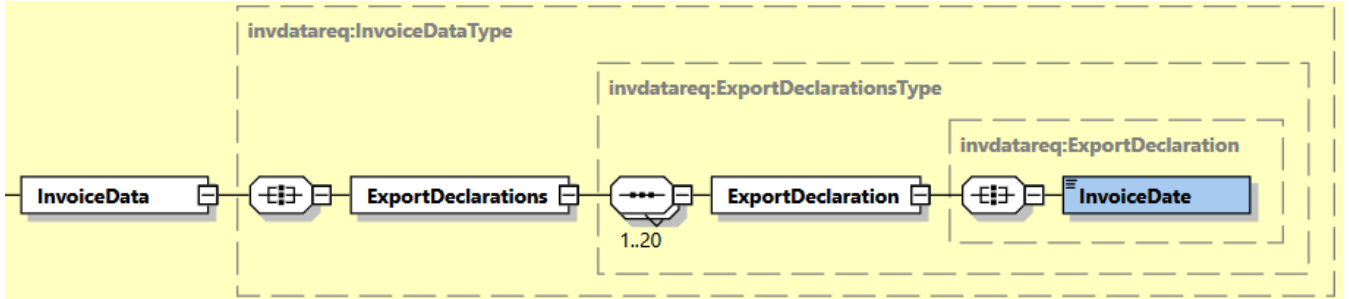 invdatareq:InvoiceDataType
invdatareq:ExportDeclarationsType
invdatareq:ExportDeclaration
InvoiceData
ExportDeclarations
ExportDeclaration
InvoiceDate
1..20